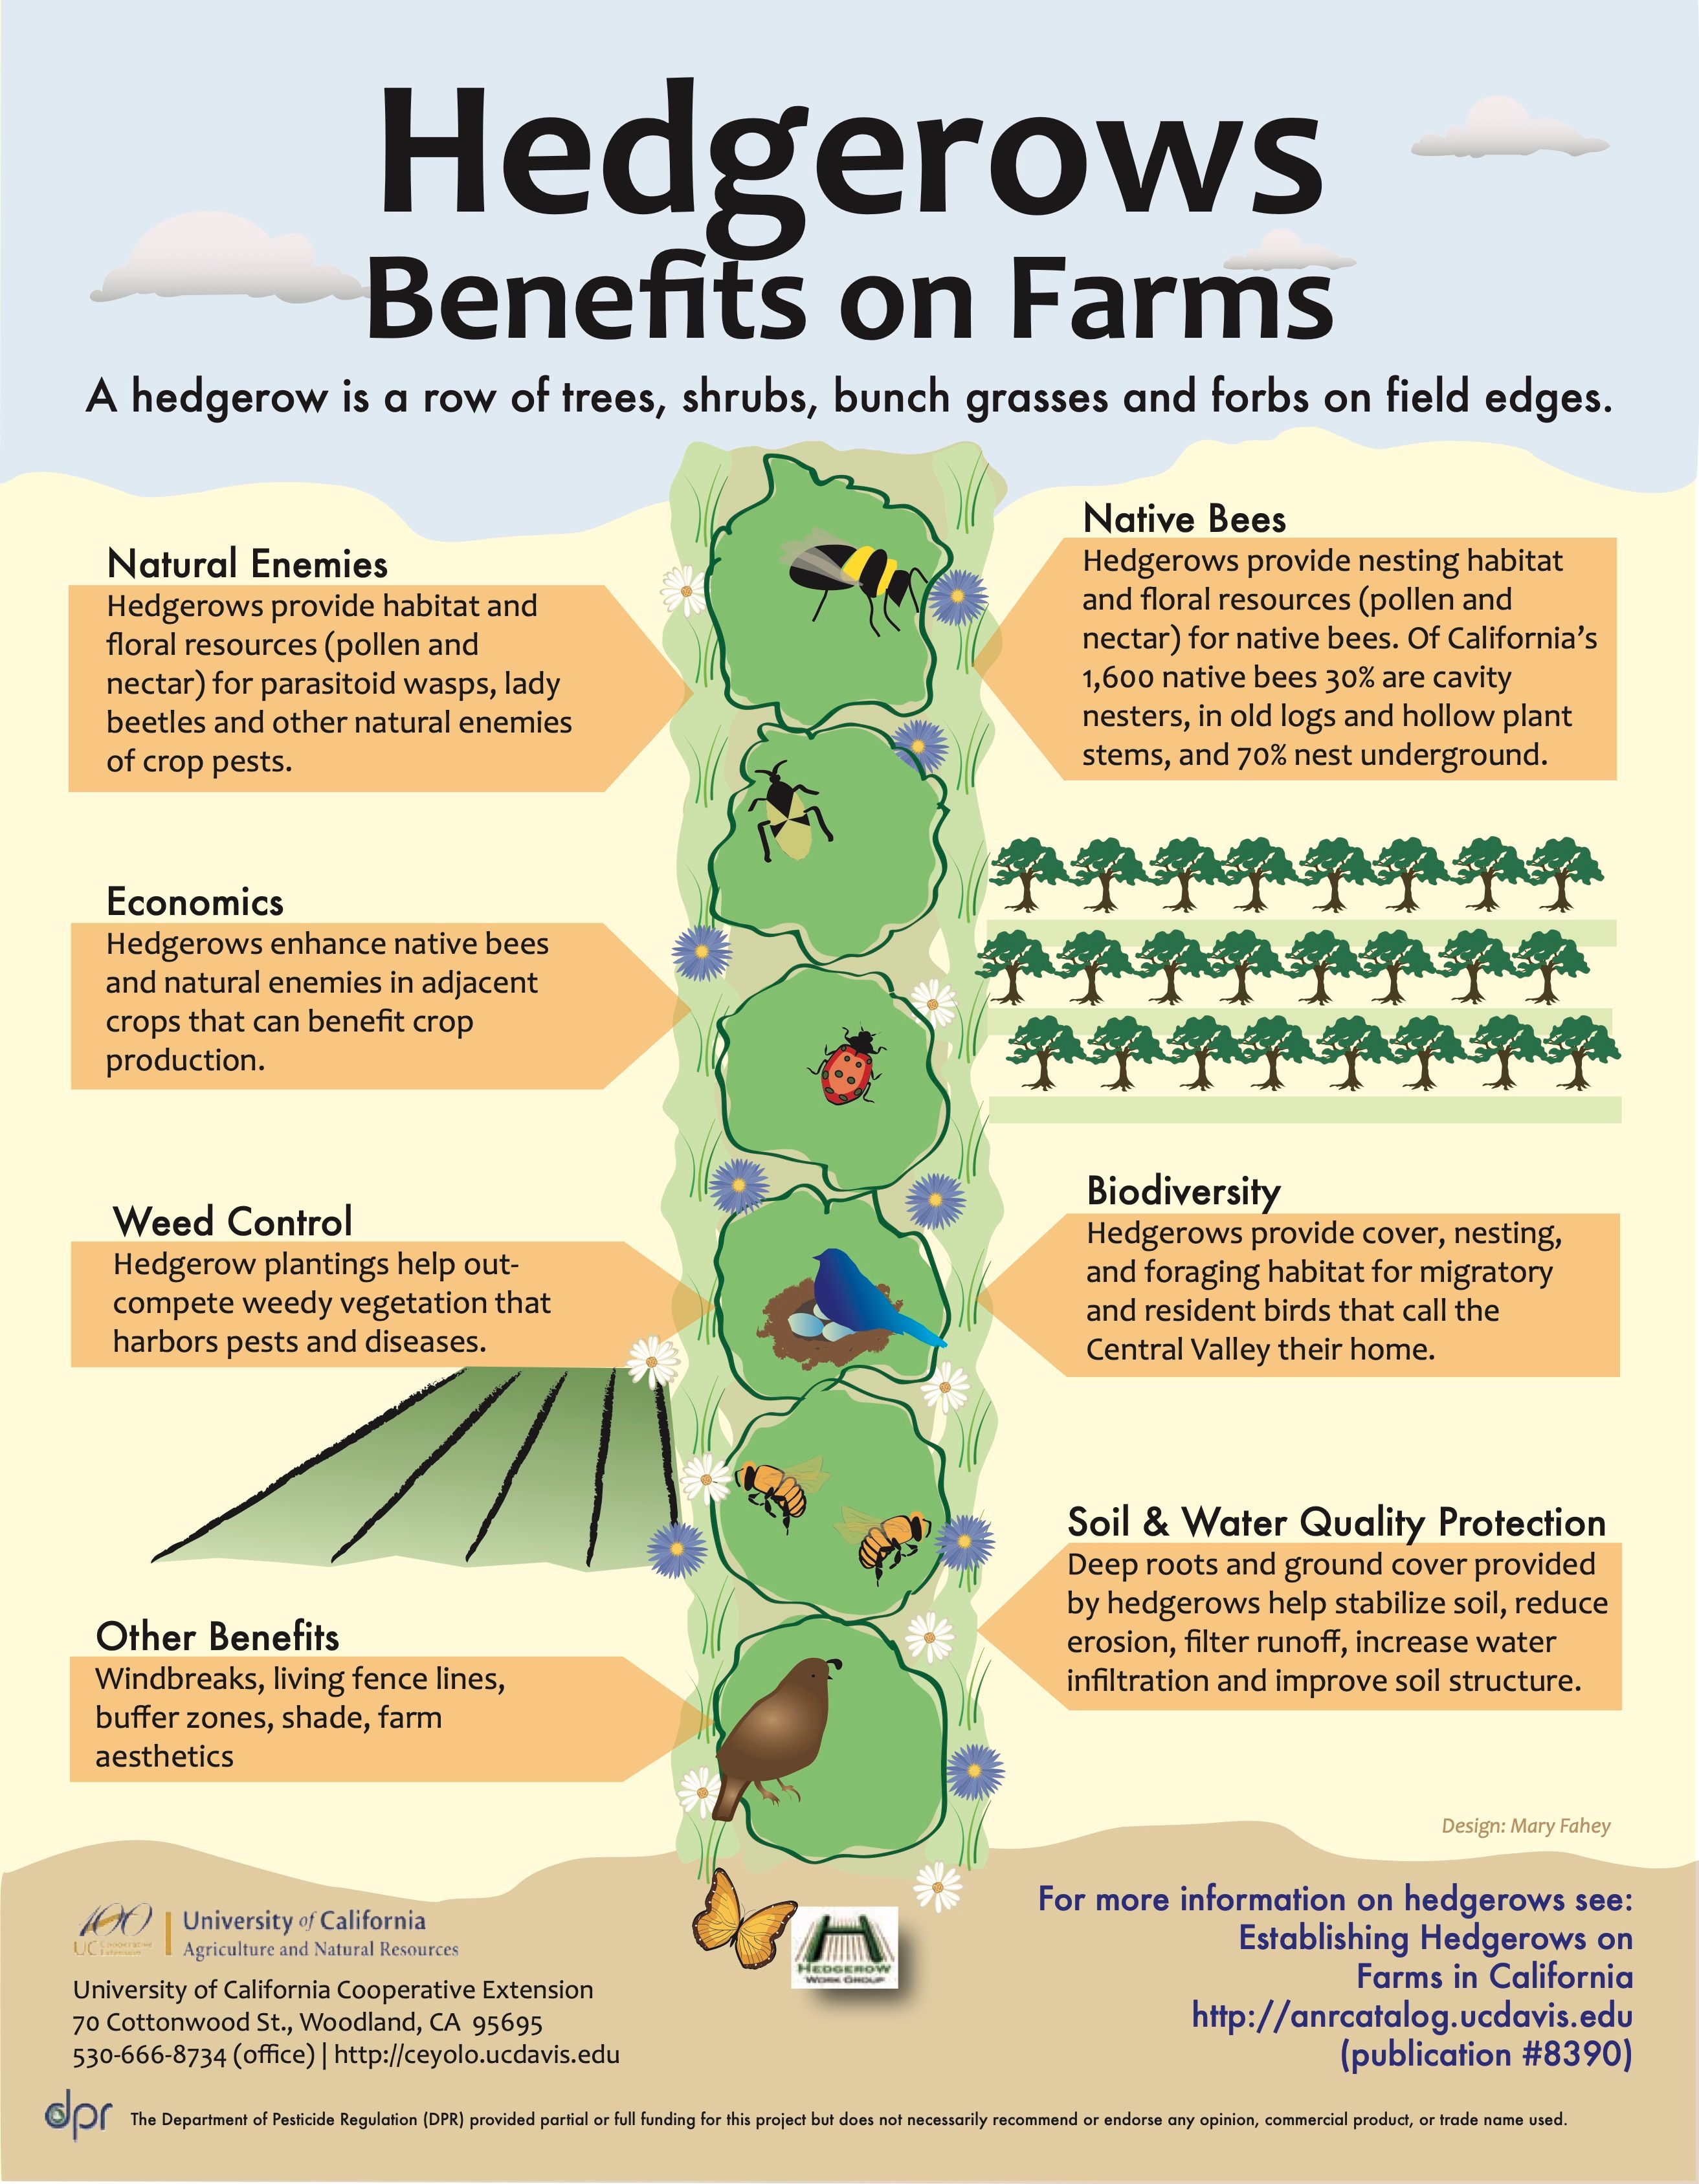 Hedgerows
Benefits on Farms
A hedgerow is a row of trees, shrubs, bunch grasses and forbs on field edges.
Natural Enemies
Hedgerows provide habitat and
floral resources (pollen and
nectar) for parasitoid wasps, lady
beetles and other natural enemies
of crop pests.
Native Bees
Hedgerows provide nesting habitat
and floral resources (pollen and
nectar) for native bees. Of California's
1,600 native bees 30% are cavity
nesters, in old logs and hollow plant
stems, and 70% nest underground.
Economics
Hedgerows enhance native bees
and natural enemies in adjacent
crops that can benefit crop
production.
Weed Control
Hedgerow plantings help out-
compete weedy vegetation that
harbors pests and diseases.
Biodiversity
Hedgerows provide cover, nesting,
and foraging habitat for migratory
and resident birds that call the
Central Valley their home.
Soil & Water Quality Protection
Deep roots and ground cover provided
by hedgerows help stabilize soil, reduce
erosion, filter runoff, increase water
infiltration and improve soil structure.
Other Benefits
Windbreaks, living fence lines,
buffer zones, shade, farm
aesthetics
Design: Mary Fahey
100
UC Cooperative Extension
University of California
Agriculture and Natural Resources
University of California Cooperative Extension
70 Cottonwood St., Woodland, CA 95695
530-666-8734 (office) | http://ceyolo.ucdavis.edu
H
HEDGEROW
WORK GROUP
For more information on hedgerows see:
Establishing Hedgerows on
Farms in California
http://anrcatalog.ucdavis.edu
(publication #8390)
dpr
The Department of Pesticide Regulation (DPR) provided partial or full funding for this project but does not necessarily recommend or endorse any opinion, commercial product, or trade name used.